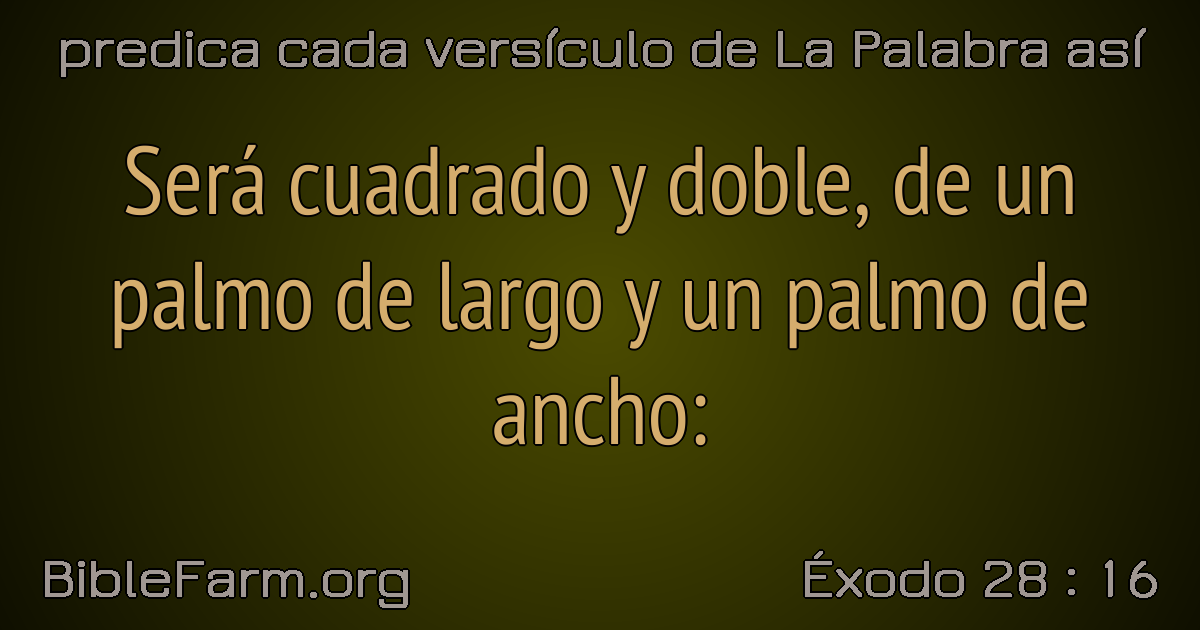 predica cada versículo de La Palabra así
Será cuadrado y doble, de un
palmo de largo y un palmo de
ancho:
BibleFarm.org
Éxodo 28 : 16